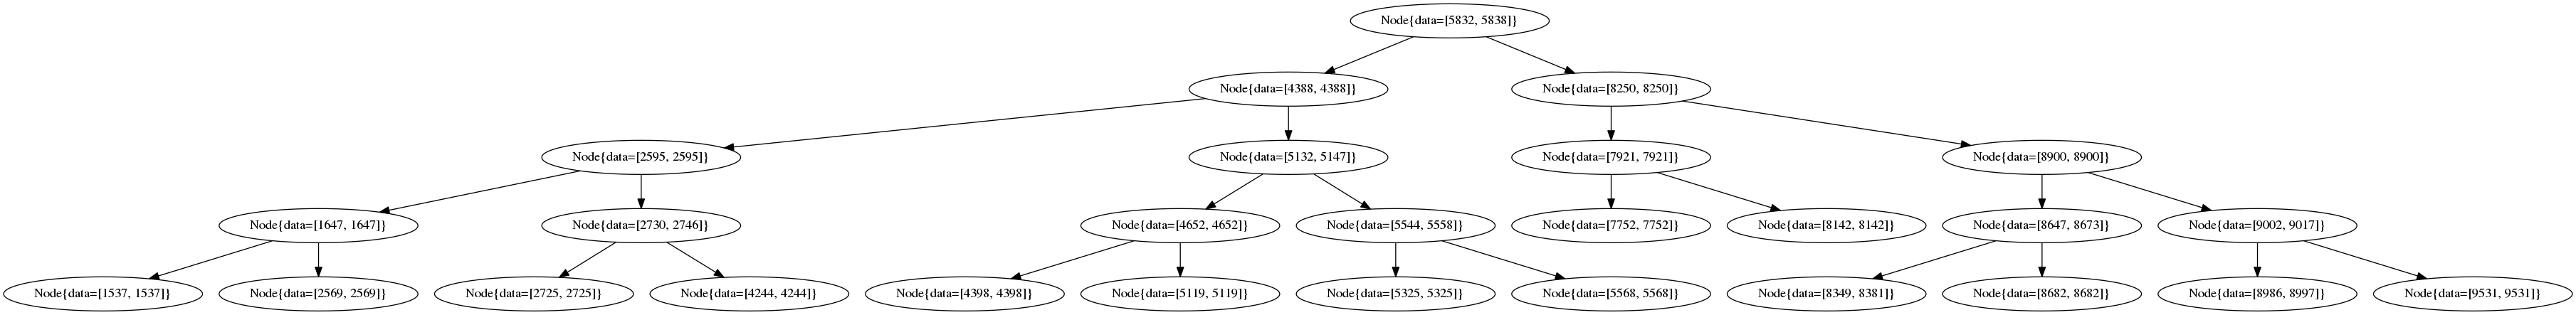 Node{data=[5832, 5838]}
Node{data=[4388, 4388]}
Node{data=[8250, 8250]}
Node{data=[2595, 2595]}
Node{data=[5132, 5147]}
Node{data=[7921, 7921]}
Node{data=[8900, 8900]}
Node{data=[1647, 1647]}
Node{data=[2730, 2746]}
Node{data=[4652, 4652]}
Node{data=[5544, 5558]}
Node{data=[7752, 7752]}
Node{data=[8142, 8142]}
Node{data=[8647, 8673]}
Node{data=[9002, 9017]}
Node{data=[1537, 1537]}
Node{data=[2569, 2569]}
Node{data=[2725, 2725]}
Node{data=[4244, 4244]}
Node{data=[4398, 4398]}
Node{data=[5119, 5119]}
Node{data=[5325, 5325]}
Node{data=[5568, 5568]}
Node{data=[8349, 8381]}
Node{data=[8682, 8682]}
Node{data=[8986, 8997]}
Node{data=[9531, 9531]}